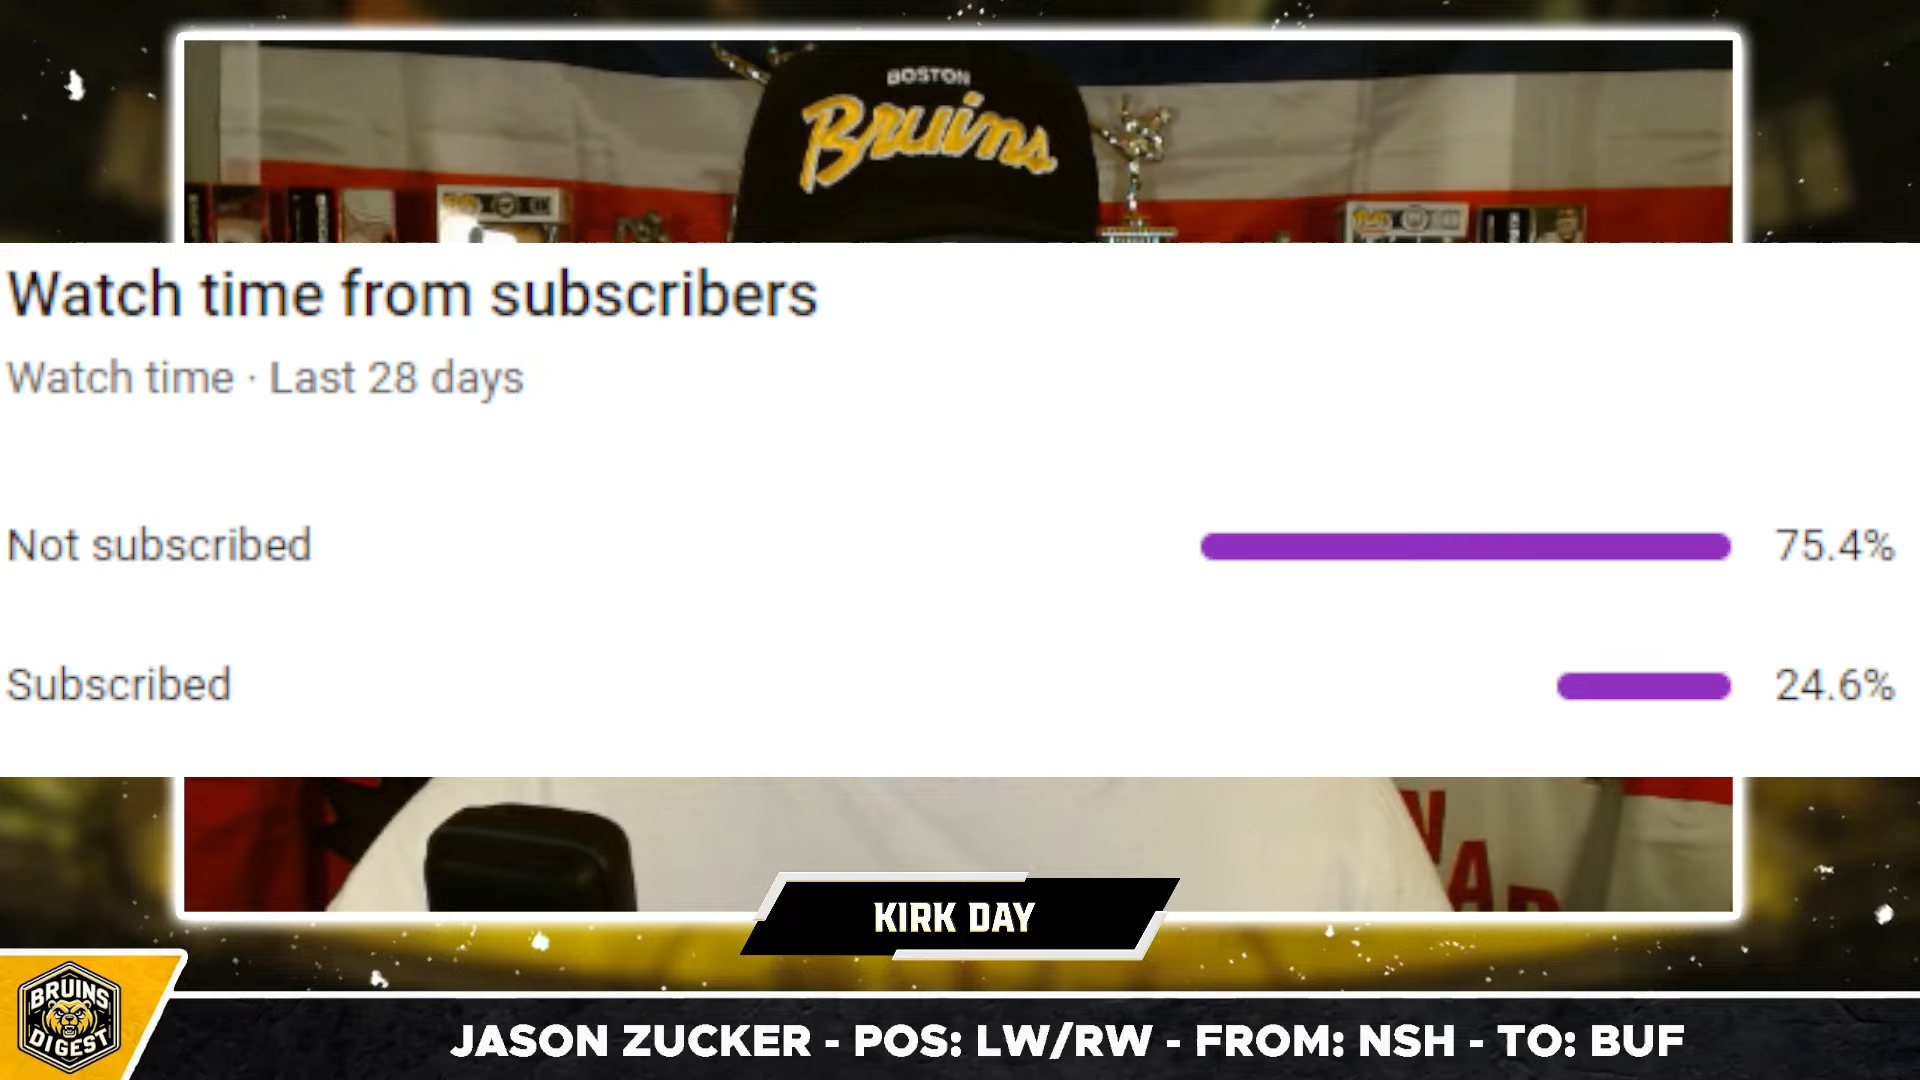 BOSTON
Bruins
Watch time from subscribers
Watch time · Last 28 days
Not subscribed 75.4%
Subscribed 24.6%
KIRK DAY
BRUINS
DIGEST
JASON ZUCKER - POS: LW/RW - FROM: NSH - TO: BUF